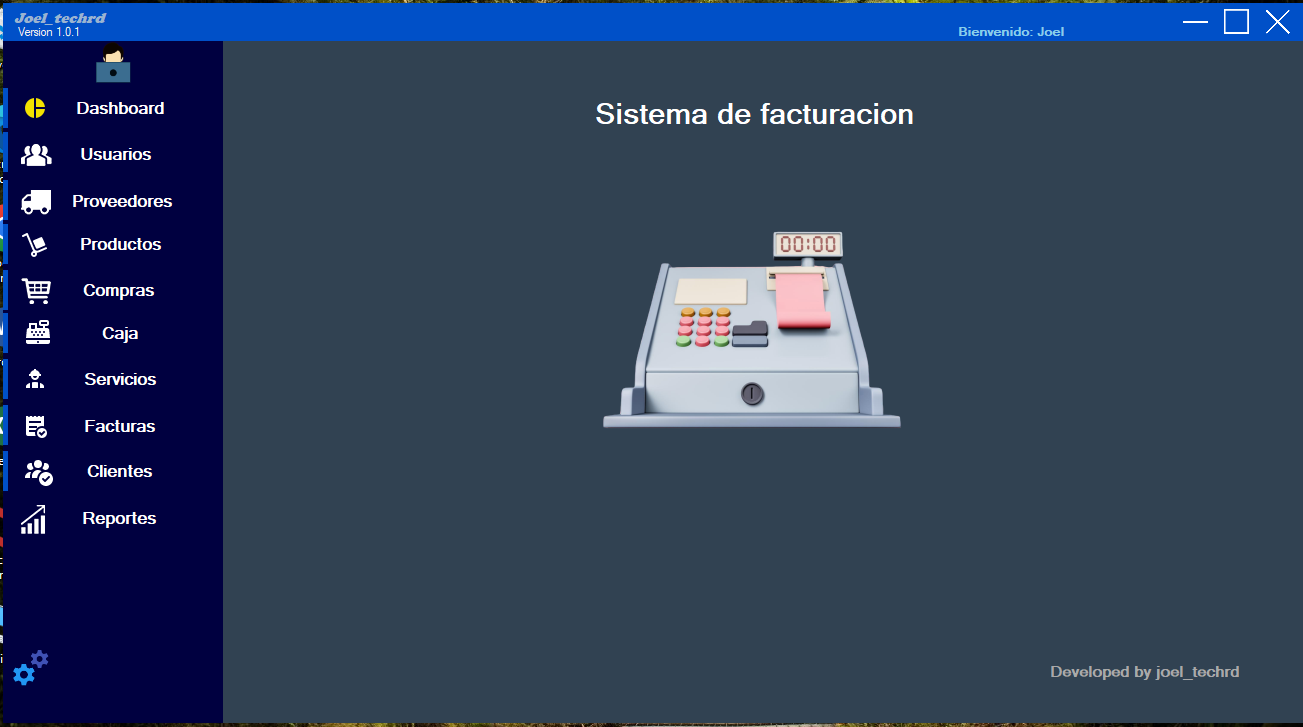 Joel_techrd
Version 1.0.1
Bienvenido: Joel
Dashboard
Usuarios
Proveedores
Productos
Compras
Caja
Servicios
Facturas
Clientes
Reportes
Sistema de facturacion
00:00
Developed by joel_techrd